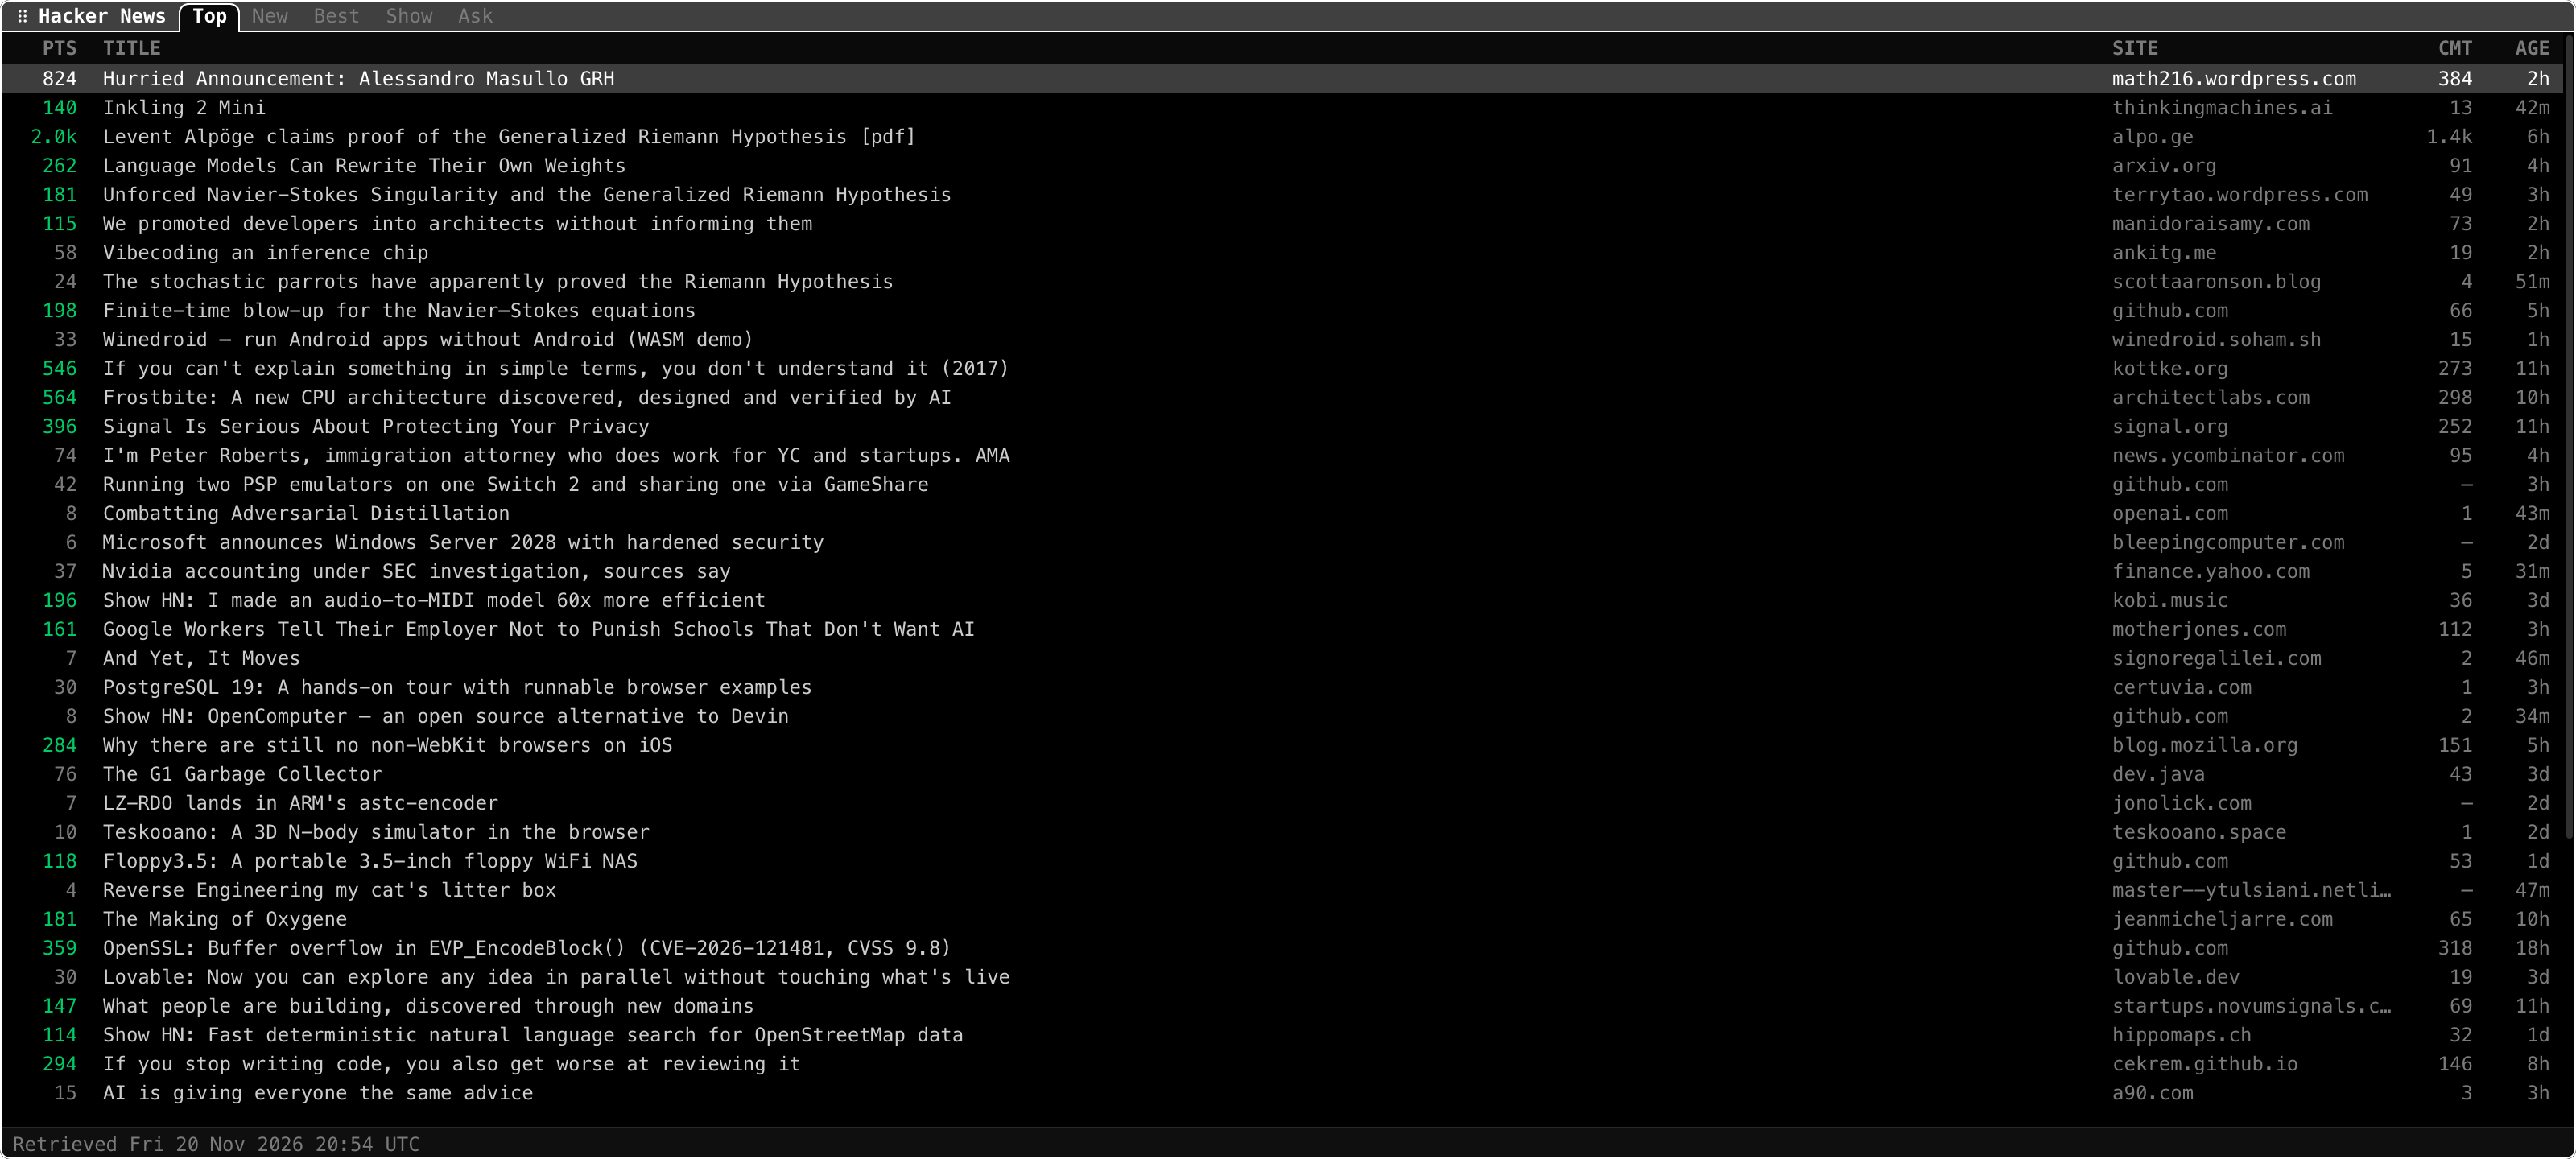 ⠿ Hacker News Top New Best Show Ask
PTS TITLE SITE CMT AGE
824 Hurried Announcement: Alessandro Masullo GRH math216.wordpress.com 384 2h
140 Inkling 2 Mini thinkingmachines.ai 13 42m
2.0k Levent Alpöge claims proof of the Generalized Riemann Hypothesis [pdf] alpo.ge 1.4k 6h
262 Language Models Can Rewrite Their Own Weights arxiv.org 91 4h
181 Unforced Navier–Stokes Singularity and the Generalized Riemann Hypothesis terrytao.wordpress.com 49 3h
115 We promoted developers into architects without informing them manidoraisamy.com 73 2h
58 Vibecoding an inference chip ankitg.me 19 2h
24 The stochastic parrots have apparently proved the Riemann Hypothesis scottaaronson.blog 4 51m
198 Finite-time blow-up for the Navier–Stokes equations github.com 66 5h
33 Winedroid – run Android apps without Android (WASM demo) winedroid.soham.sh 15 1h
546 If you can't explain something in simple terms, you don't understand it (2017) kottke.org 273 11h
564 Frostbite: A new CPU architecture discovered, designed and verified by AI architectlabs.com 298 10h
396 Signal Is Serious About Protecting Your Privacy signal.org 252 11h
74 I'm Peter Roberts, immigration attorney who does work for YC and startups. AMA news.ycombinator.com 95 4h
42 Running two PSP emulators on one Switch 2 and sharing one via GameShare github.com – 3h
8 Combatting Adversarial Distillation openai.com 1 43m
6 Microsoft announces Windows Server 2028 with hardened security bleepingcomputer.com – 2d
37 Nvidia accounting under SEC investigation, sources say finance.yahoo.com 5 31m
196 Show HN: I made an audio-to-MIDI model 60x more efficient kobi.music 36 3d
161 Google Workers Tell Their Employer Not to Punish Schools That Don't Want AI motherjones.com 112 3h
7 And Yet, It Moves signoregalilei.com 2 46m
30 PostgreSQL 19: A hands-on tour with runnable browser examples certuvia.com 1 3h
8 Show HN: OpenComputer – an open source alternative to Devin github.com 2 34m
284 Why there are still no non-WebKit browsers on iOS blog.mozilla.org 151 5h
76 The G1 Garbage Collector dev.java 43 3d
7 LZ-RDO lands in ARM's astc-encoder jonolick.com – 2d
10 Teskooano: A 3D N-body simulator in the browser teskooano.space 1 2d
118 Floppy3.5: A portable 3.5-inch floppy WiFi NAS github.com 53 1d
4 Reverse Engineering my cat's litter box master--ytulsiani.netli… – 47m
181 The Making of Oxygene jeanmicheljarre.com 65 10h
359 OpenSSL: Buffer overflow in EVP_EncodeBlock() (CVE-2026-121481, CVSS 9.8) github.com 318 18h
30 Lovable: Now you can explore any idea in parallel without touching what's live lovable.dev 19 3d
147 What people are building, discovered through new domains startups.novumsignals.c… 69 11h
114 Show HN: Fast deterministic natural language search for OpenStreetMap data hippomaps.ch 32 1d
294 If you stop writing code, you also get worse at reviewing it cekrem.github.io 146 8h
15 AI is giving everyone the same advice a90.com 3 3h
Retrieved Fri 20 Nov 2026 20:54 UTC